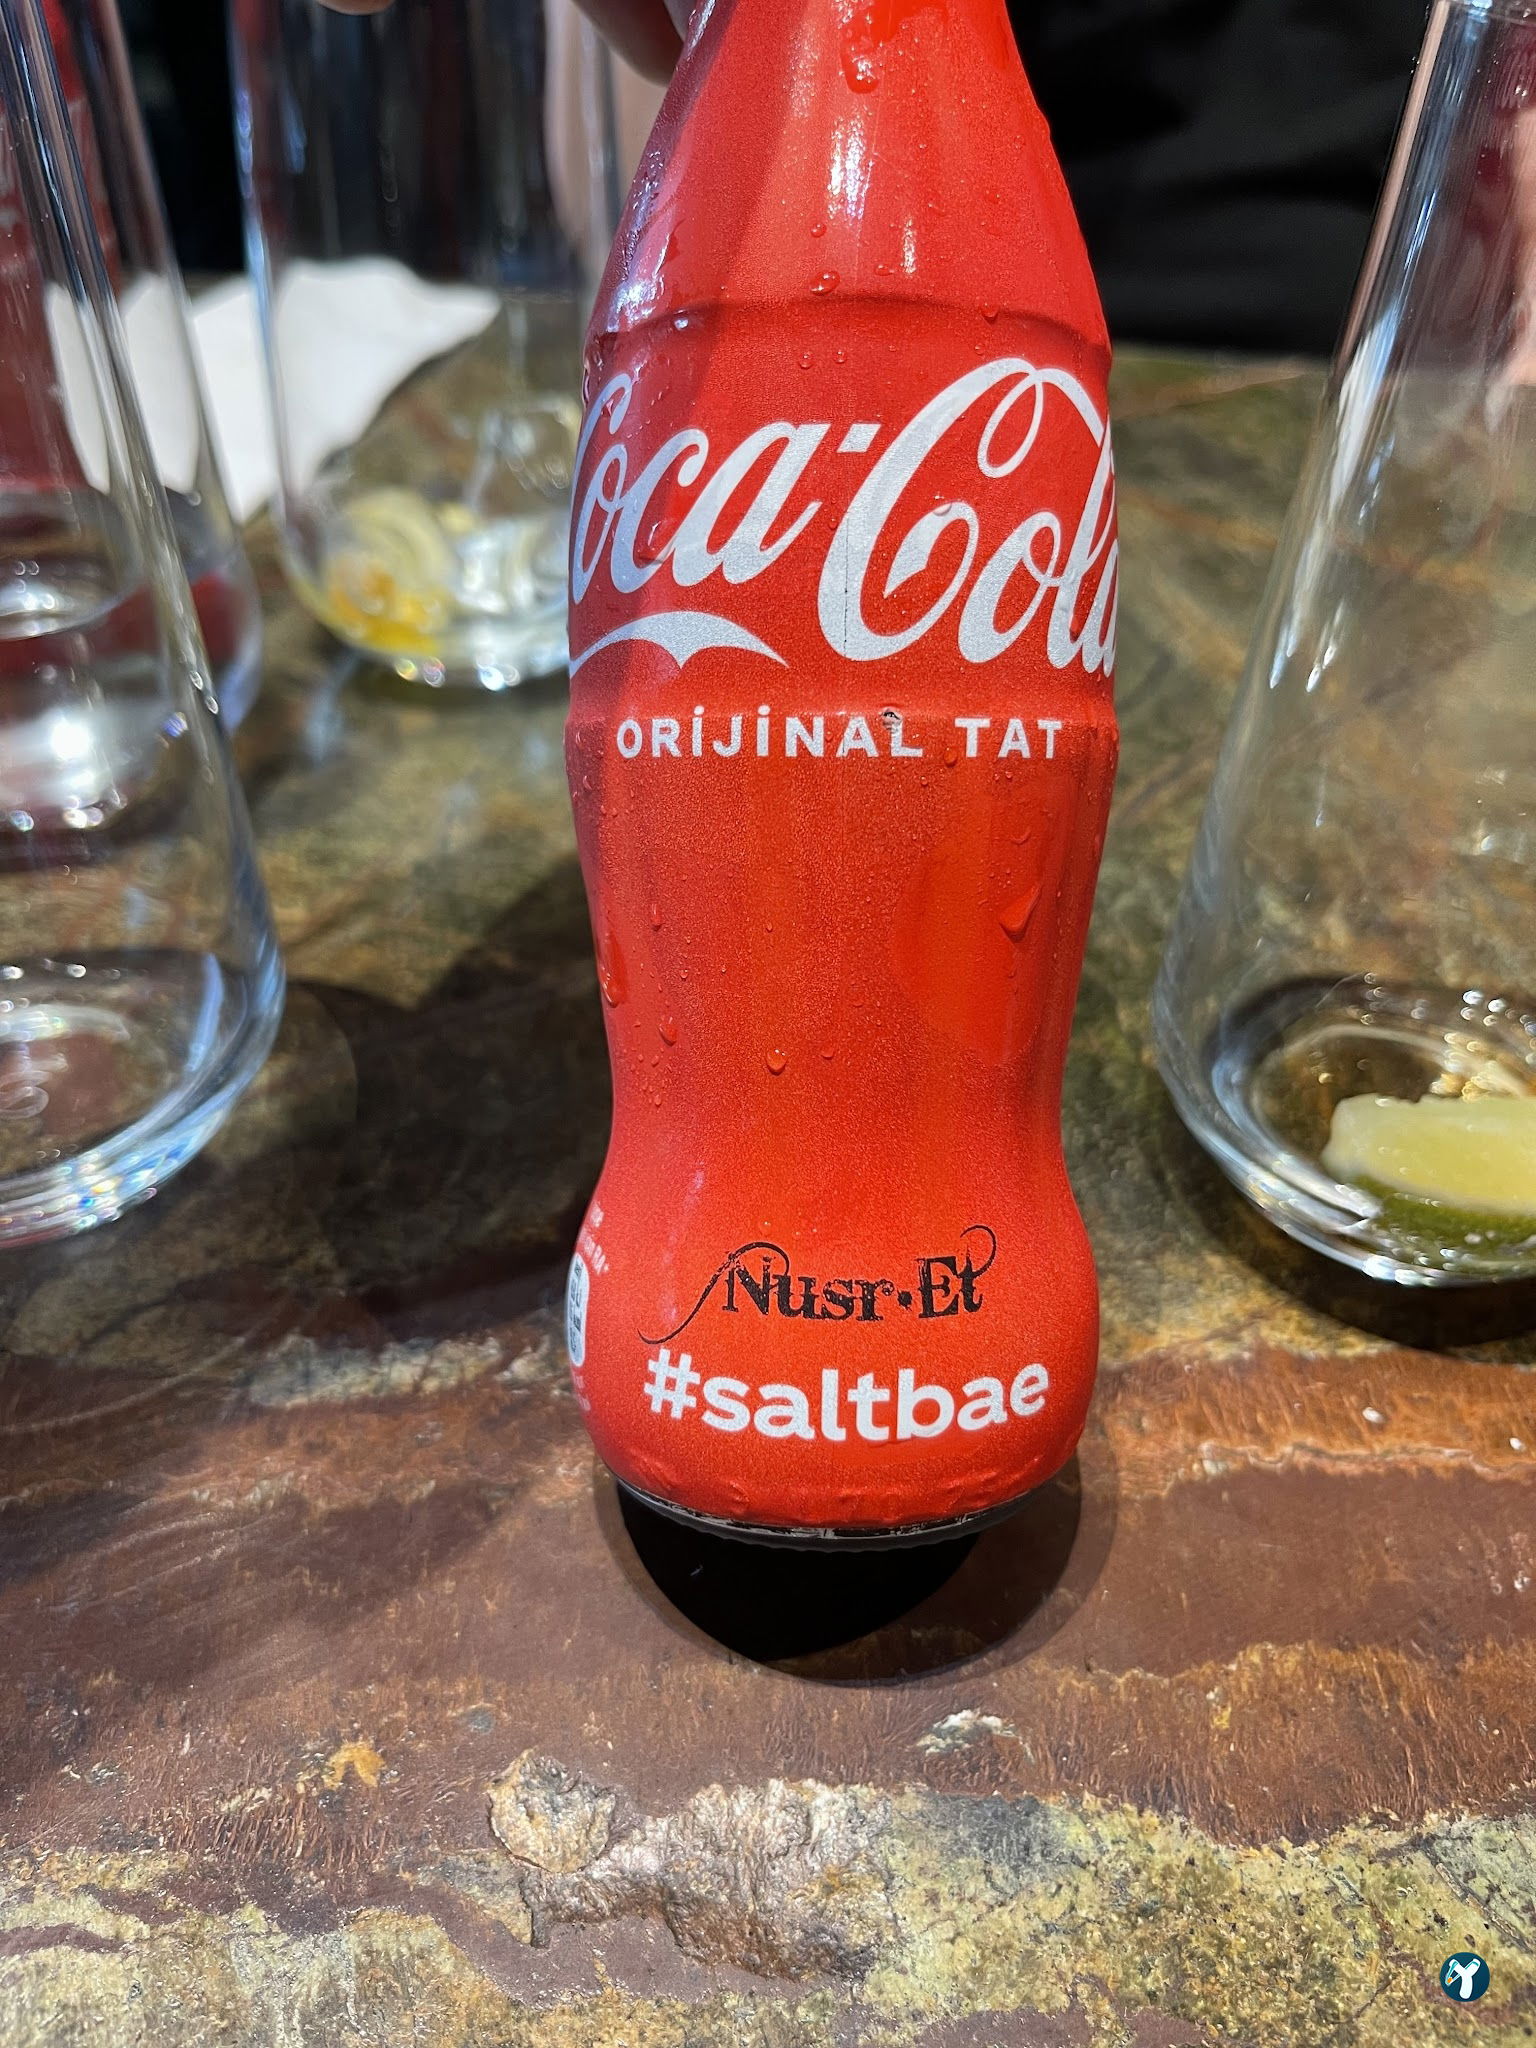 Coca-Cola
ORİJİNAL TAT
Nusr·Et
#saltbae